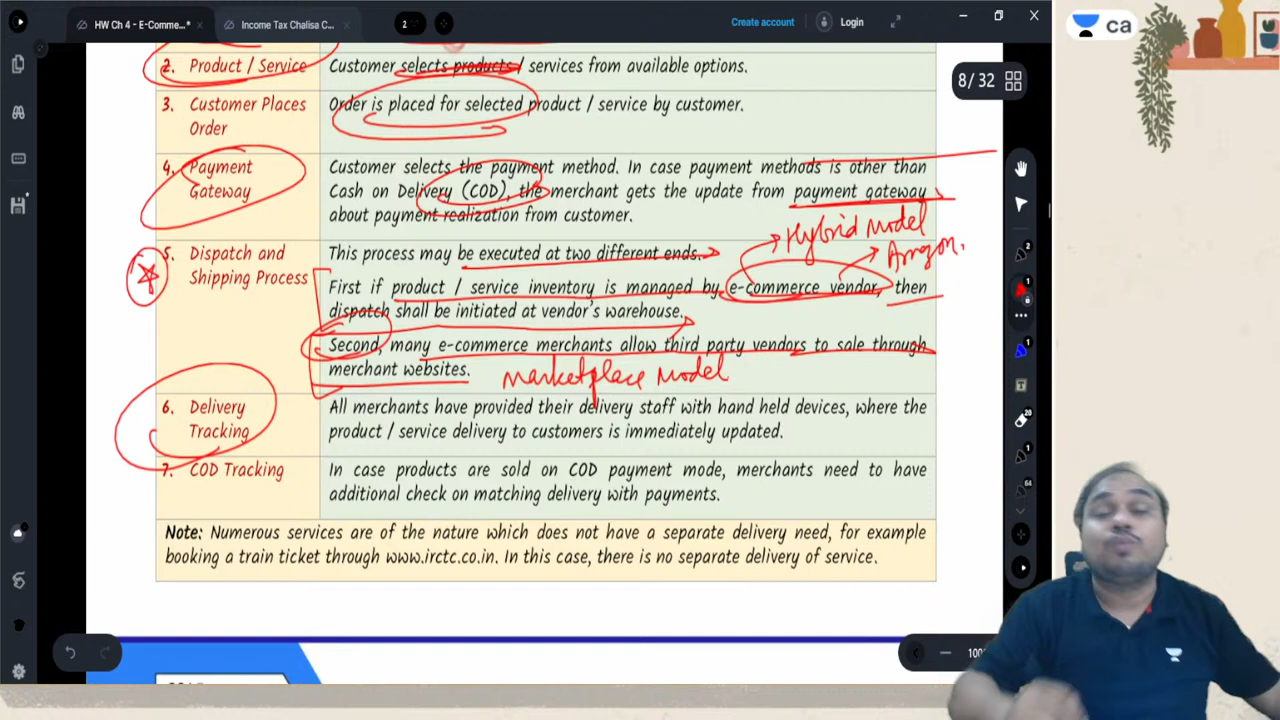 HW Ch 4 - E-Comme...*
Income Tax Chalisa C...
2
Create account
Login
ca
8/32
2. Product / Service
Customer selects products / services from available options.
3. Customer Places
Order
Order is placed for selected product / service by customer.
4. Payment
Gateway
Customer selects the payment method. In case payment methods is other than
Cash on Delivery (COD), the merchant gets the update from payment gateway
about payment realization from customer.
Hybrid Model
Amazon.
5. Dispatch and
Shipping Process
This process may be executed at two different ends.
First if product / service inventory is managed by e-commerce vendor, then
dispatch shall be initiated at vendor's warehouse.
Second, many e-commerce merchants allow third party vendors to sale through
merchant websites.
Marketplace Model
6. Delivery
Tracking
All merchants have provided their delivery staff with hand held devices, where the
product / service delivery to customers is immediately updated.
7. COD Tracking
In case products are sold on COD payment mode, merchants need to have
additional check on matching delivery with payments.
Note: Numerous services are of the nature which does not have a separate delivery need, for example
booking a train ticket through www.irctc.co.in. In this case, there is no separate delivery of service.
2
1
1
20
1
64